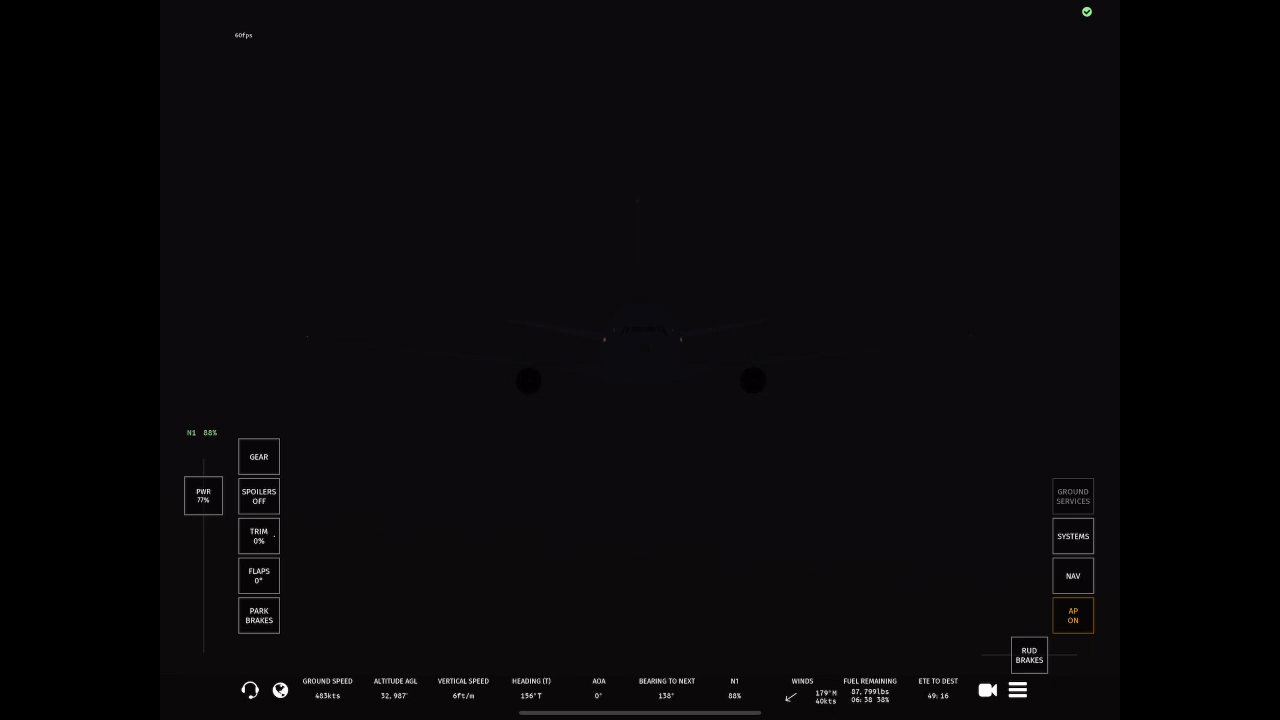 60fps
N1 88%
PWR
77%
GEAR
SPOILERS
OFF
TRIM
0%
FLAPS
0°
PARK
BRAKES
GROUND
SERVICES
SYSTEMS
NAV
AP
ON
RUD
BRAKES
GROUND SPEED
483kts
ALTITUDE AGL
32,987'
VERTICAL SPEED
6ft/m
HEADING (T)
156°T
AOA
0°
BEARING TO NEXT
138°
N1
88%
WINDS
179°M
40kts
FUEL REMAINING
87,799lbs
06:38 38%
ETE TO DEST
49:16